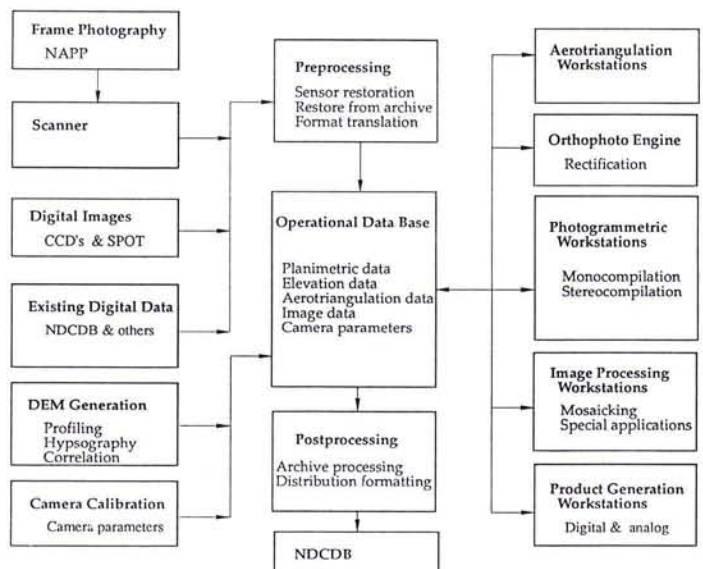 Frame Photography
NAPP
Scanner
Digital Images
CCD's & SPOT
Existing Digital Data
NDCDB & others
DEM Generation
Profiling
Hypsography
Correlation
Camera Calibration
Camera parameters
Preprocessing
Sensor restoration
Restore from archive
Format translation
Operational Data Base
Planimetric data
Elevation data
Aerotriangulation data
Image data
Camera parameters
Postprocessing
Archive processing
Distribution formatting
NDCDB
Aerotriangulation
Workstations
Orthophoto Engine
Rectification
Photogrammetric
Workstations
Monocompilation
Stereocompilation
Image Processing
Workstations
Mosaicking
Special applications
Product Generation
Workstations
Digital & analog